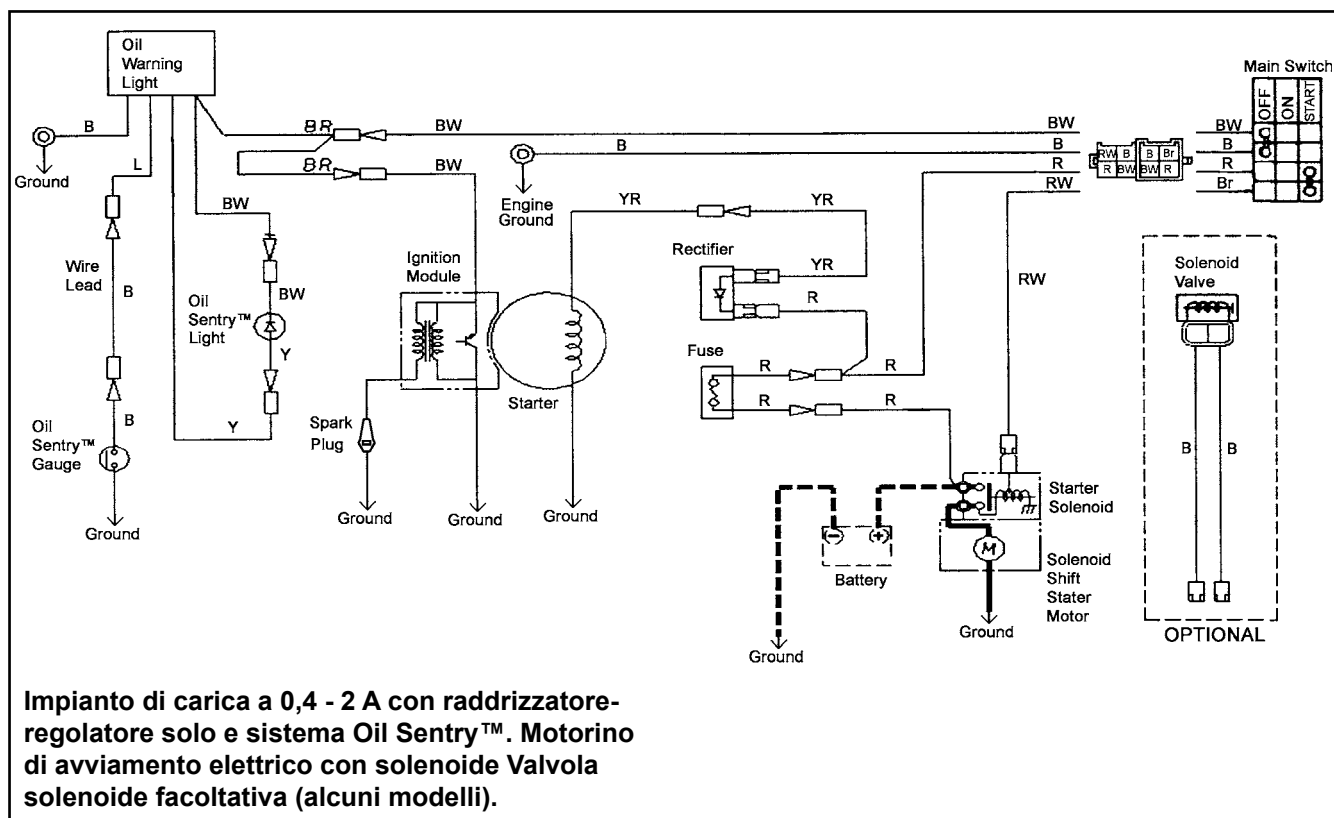 Oil
Warning
Light
Main Switch
OFF
ON
START
B
BR
BW
BW
BW
L
B
B
B
Ground
BR
BW
R
R
RW
Br
RW B B Br
R BW BW R
Engine
Ground
BW
YR
YR
Rectifier
YR
R
RW
Solenoid
Valve
Wire
Lead
B
BW
Ignition
Module
Oil
Sentry™
Light
Y
Fuse
R
R
R
R
Starter
B
Oil
Sentry™
Gauge
Y
Spark
Plug
B
B
Starter
Solenoid
Ground
Ground
Ground
Ground
−
+
M
Battery
Solenoid
Shift
Stater
Motor
Ground
Ground
OPTIONAL
Impianto di carica a 0,4 - 2 A con raddrizzatore-
regolatore solo e sistema Oil Sentry™. Motorino
di avviamento elettrico con solenoide Valvola
solenoide facoltativa (alcuni modelli).